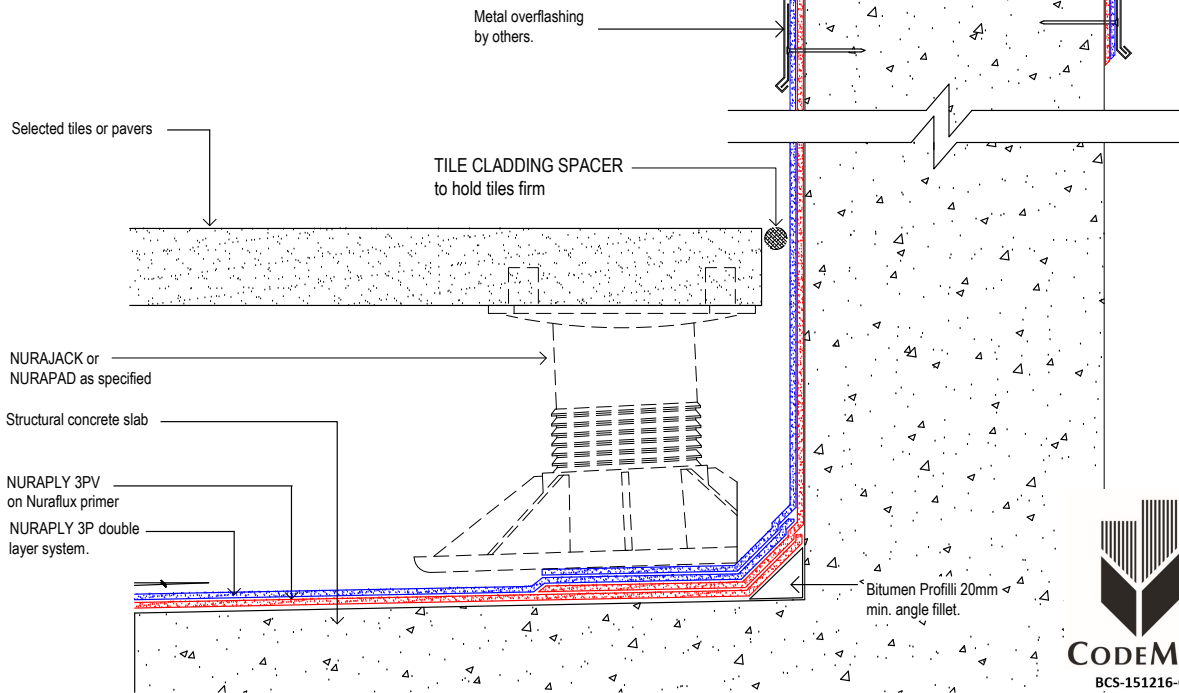 Metal overflashing
by others.
Selected tiles or pavers
TILE CLADDING SPACER
to hold tiles firm
NURAJACK or
NURAPAD as specified
Structural concrete slab
NURAPLY 3PV
on Nuraflux primer
NURAPLY 3P double
layer system.
Bitumen Profilli 20mm
min. angle fillet.
CODEM
BCS-151216-